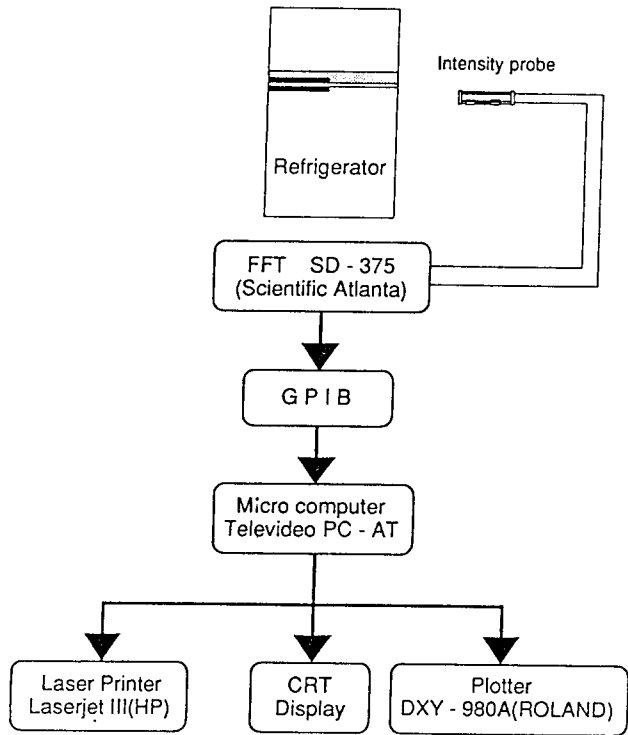 Intensity probe
Refrigerator
FFT SD - 375
(Scientific Atlanta)
G P I B
Micro computer
Televideo PC - AT
Laser Printer
Laserjet III(HP)
CRT
Display
Plotter
DXY - 980A(ROLAND)